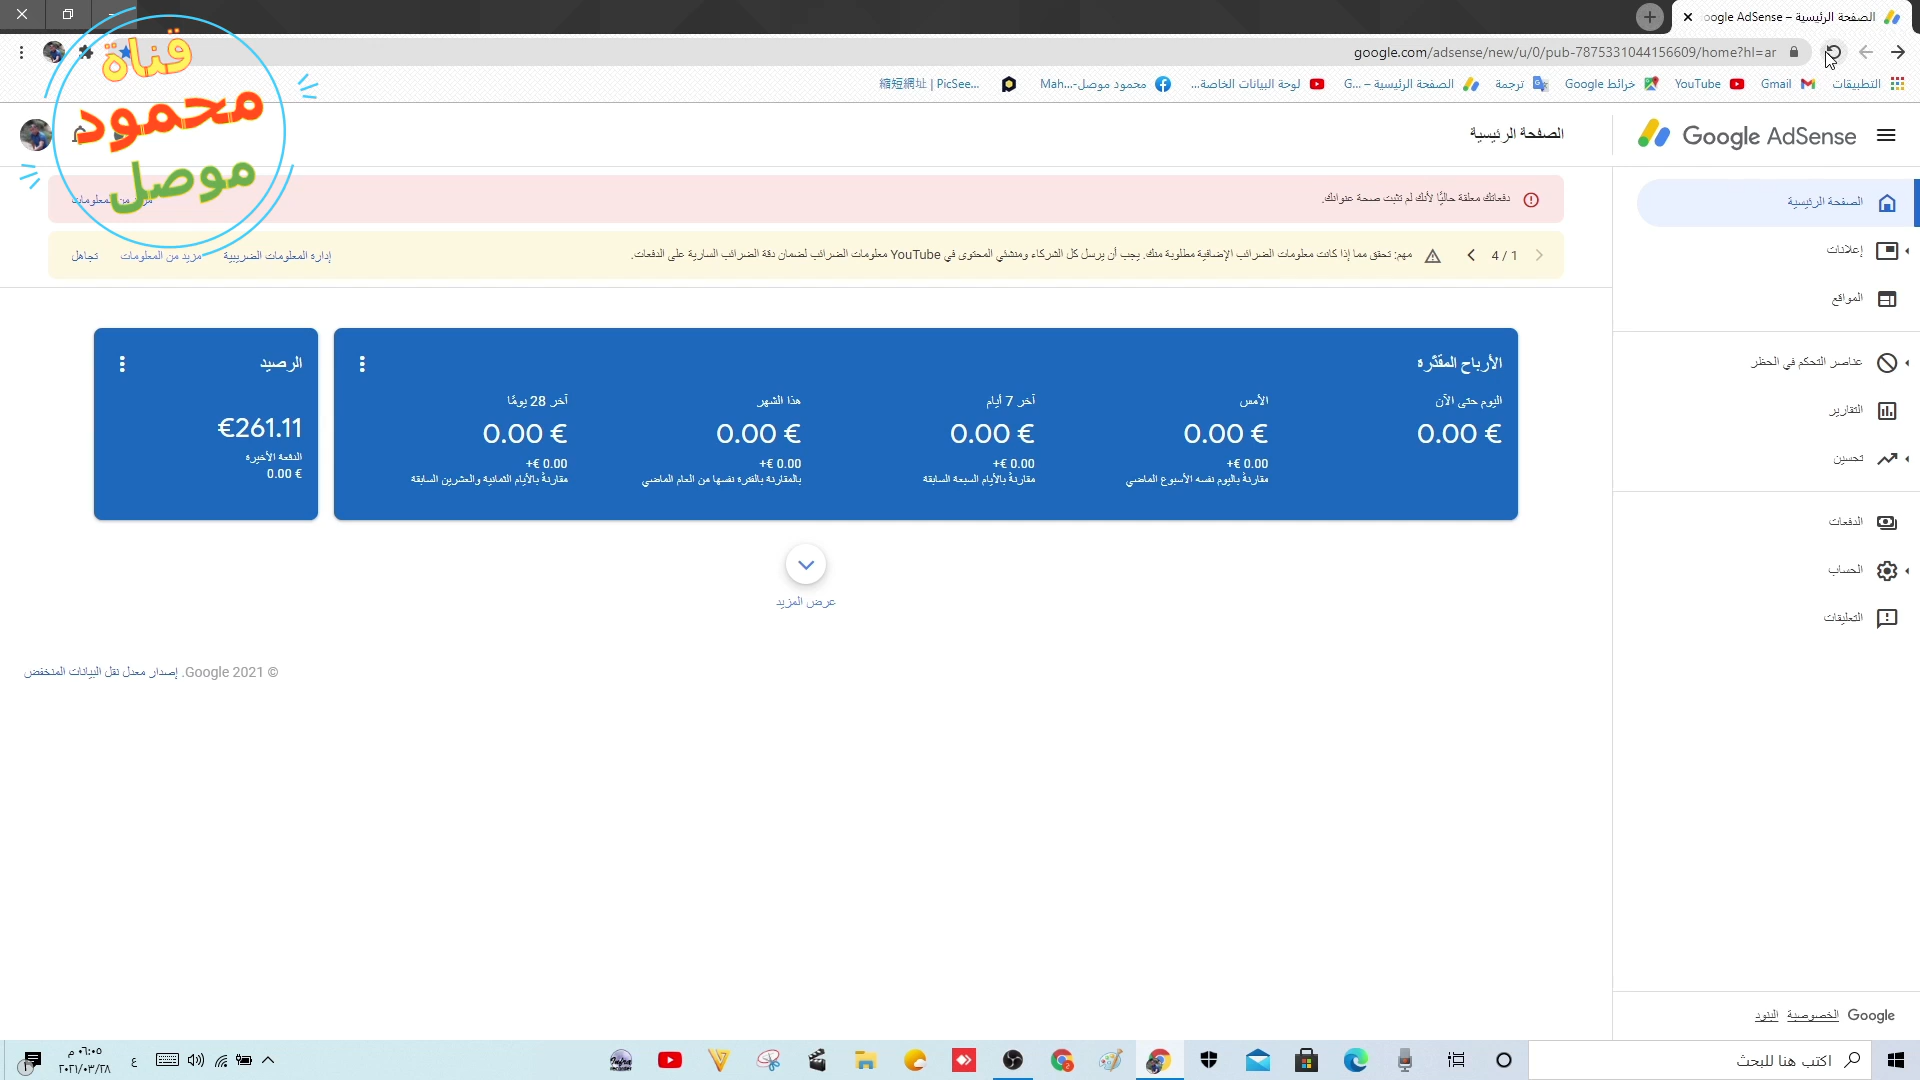 الصفحة الرئيسية – oogle AdSense
google.com/adsense/new/u/0/pub-7875331044156609/home?hl=ar
التطبيقات
Gmail
YouTube
خرائط Google
ترجمة
الصفحة الرئيسية – G...
لوحة البيانات الخاصة...
محمود موصل-Mah...
縮短網址 | PicSee...
قناة
محمود
موصل
Google AdSense
الصفحة الرئيسية
دفعاتك معلقة حاليًا لأنك لم تثبت صحة عنوانك.
1 / 4
مهم: تحقق مما إذا كانت معلومات الضرائب الإضافية مطلوبة منك. يجب أن يرسل كل الشركاء ومنشئي المحتوى في YouTube معلومات الضرائب لضمان دقة الضرائب السارية على الدفعات.
إدارة المعلومات الضريبية
مزيد من المعلومات
تجاهل
الصفحة الرئيسية
إعلانات
المواقع
عناصر التحكم في الحظر
التقارير
تحسين
الدفعات
الحساب
التعليقات
الأرباح المقدَّرة
اليوم حتى الآن
0.00 €
الأمس
0.00 €
+€ 0.00
مقارنةً باليوم نفسه الأسبوع الماضي
آخر 7 أيام
0.00 €
+€ 0.00
مقارنةً بالأيام السبعة السابقة
هذا الشهر
0.00 €
+€ 0.00
بالمقارنة بالفترة نفسها من العام الماضي
آخر 28 يومًا
0.00 €
+€ 0.00
مقارنةً بالأيام الثمانية والعشرين السابقة
الرصيد
€261.11
الدفعة الأخيرة
0.00 €
عرض المزيد
© 2021 Google. إصدار معدل نقل البيانات المنخفض
Google الخصوصية البنود
اكتب هنا للبحث
ع
٠٦:٠٥ م
٢٠٢١/٠٣/٢٨